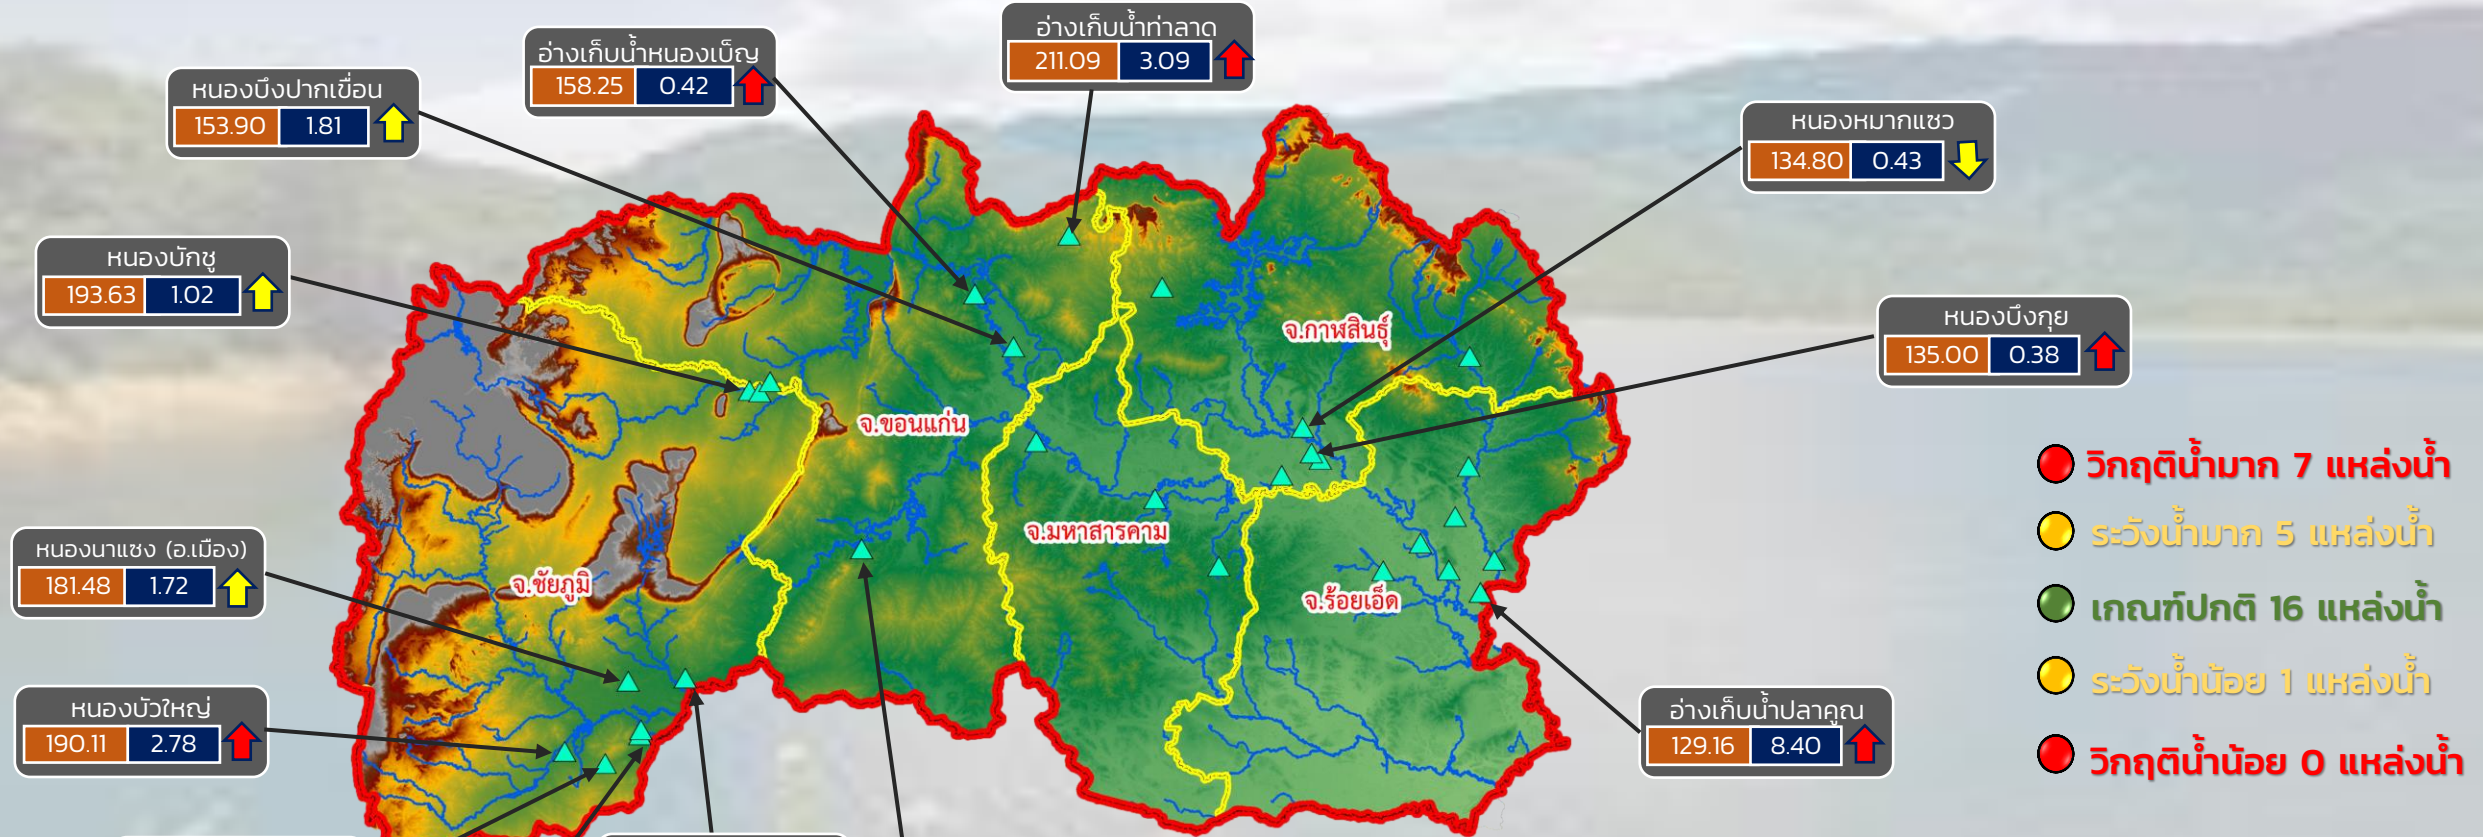 อ่างเก็บน้ำท่าลาด
211.09 3.09
อ่างเก็บน้ำหนองเบ็ญ
158.25 0.42
หนองบึงปากเขื่อน
153.90 1.81
หนองหมากแซว
134.80 0.43
หนองบักชู
193.63 1.02
หนองบึงกุย
135.00 0.38
จ.กาฬสินธุ์
จ.ขอนแก่น
วิกฤติน้ำมาก 7 แหล่งน้ำ
ระวังน้ำมาก 5 แหล่งน้ำ
เกณฑ์ปกติ 16 แหล่งน้ำ
ระวังน้ำน้อย 1 แหล่งน้ำ
วิกฤติน้ำน้อย 0 แหล่งน้ำ
จ.มหาสารคาม
หนองนาแซง (อ.เมือง)
181.48 1.72
จ.ชัยภูมิ
จ.ร้อยเอ็ด
หนองบัวใหญ่
190.11 2.78
อ่างเก็บน้ำปลาคูณ
129.16 8.40